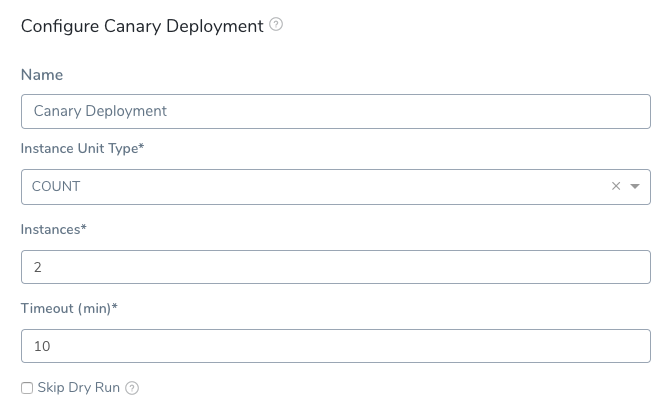 Configure Canary Deployment ?
Name
Canary Deployment
Instance Unit Type*
COUNT ×
Instances*
2
Timeout (min)*
10
Skip Dry Run ?